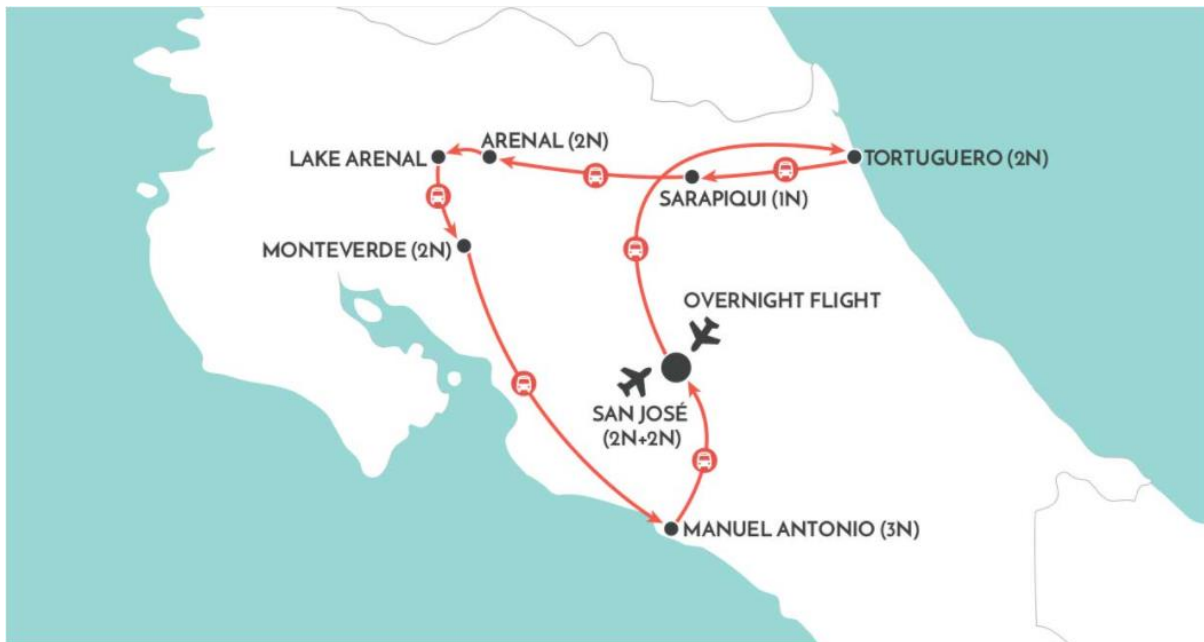 ARENAL (2N)
LAKE ARENAL
TORTUGUERO (2N)
SARAPIQUI (1N)
MONTEVERDE (2N)
OVERNIGHT FLIGHT
SAN JOSÉ
(2N+2N)
MANUEL ANTONIO (3N)